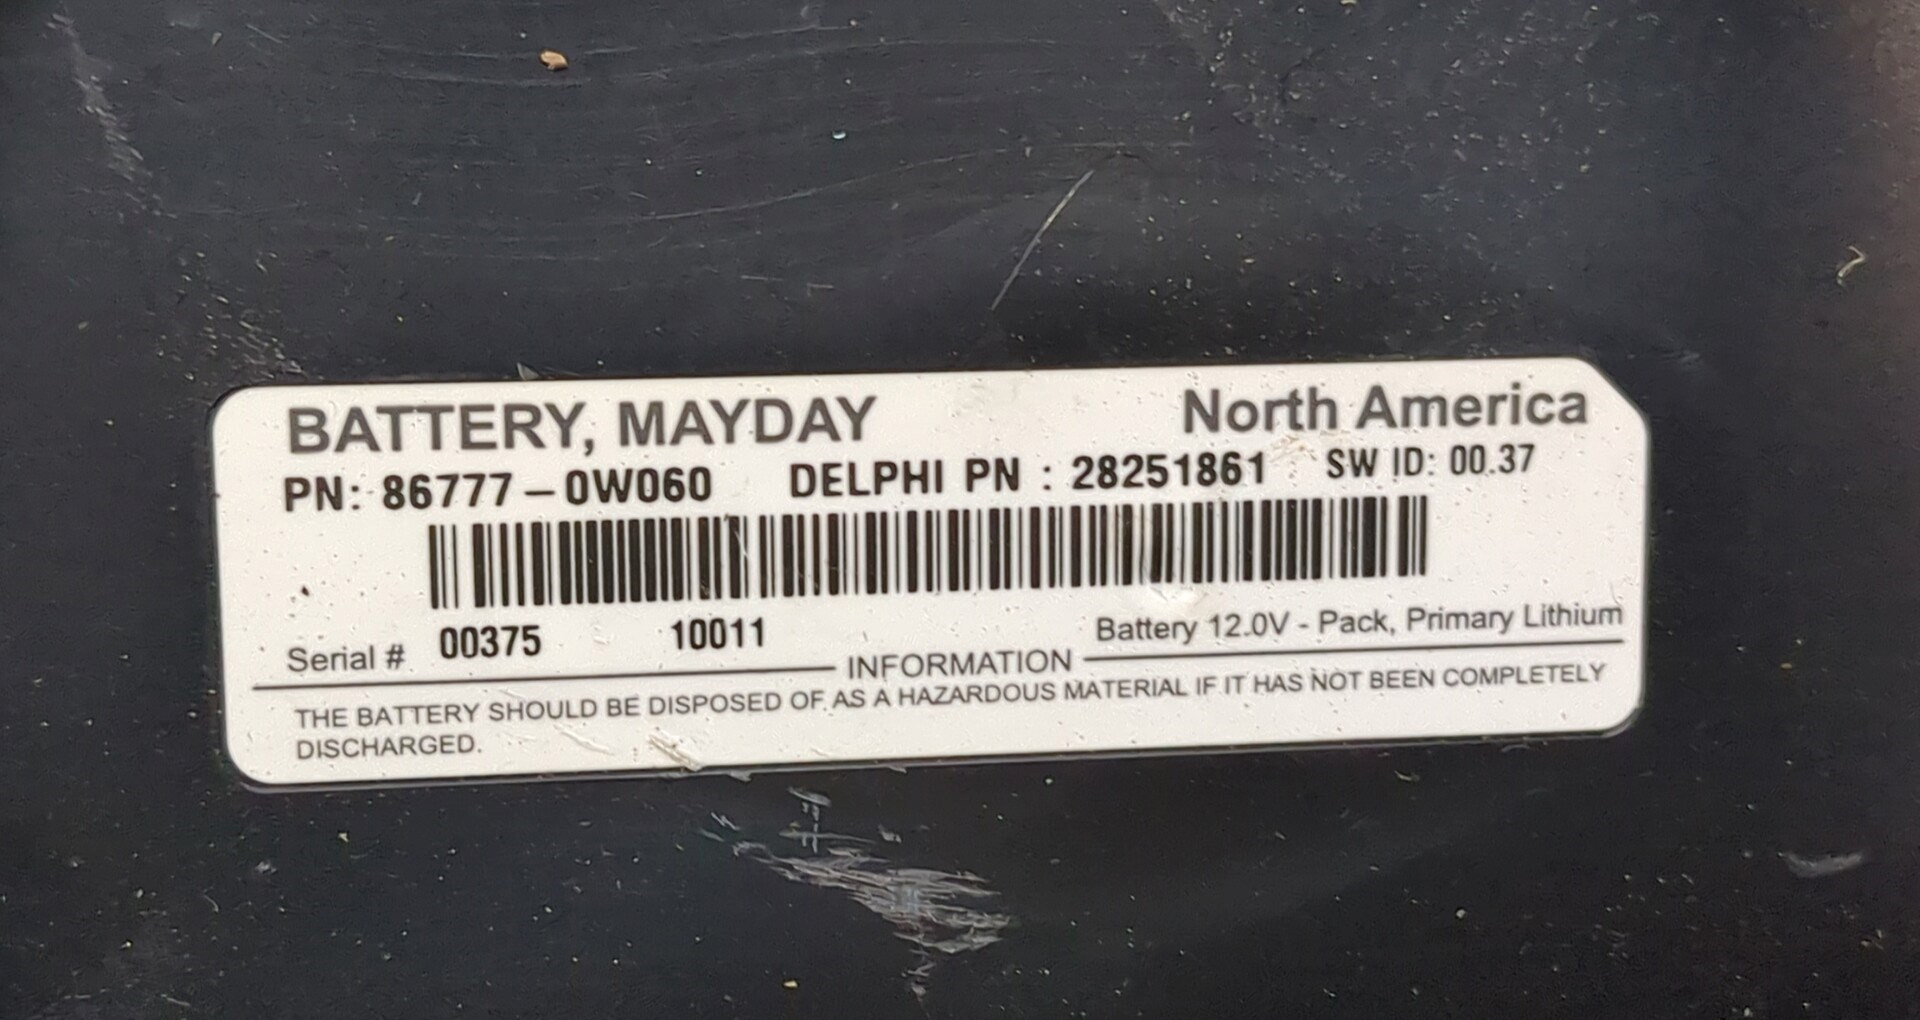 BATTERY, MAYDAY North America
PN: 86777-0W060 DELPHI PN : 28251861 SW ID: 00.37
Serial # 00375 10011 Battery 12.0V - Pack, Primary Lithium
INFORMATION
THE BATTERY SHOULD BE DISPOSED OF AS A HAZARDOUS MATERIAL IF IT HAS NOT BEEN COMPLETELY
DISCHARGED.